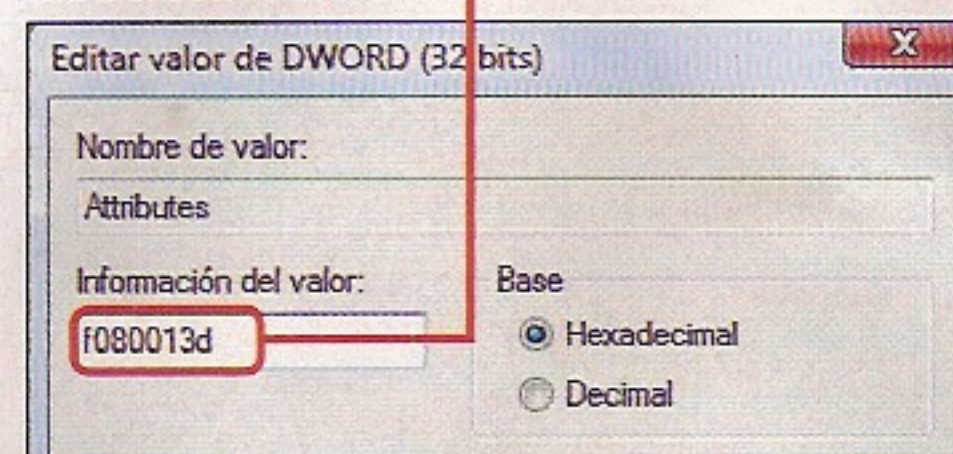 Editar valor de DWORD (32 bits)
Nombre de valor:
Attributes
Información del valor:
f080013d
Base
Hexadecimal
Decimal